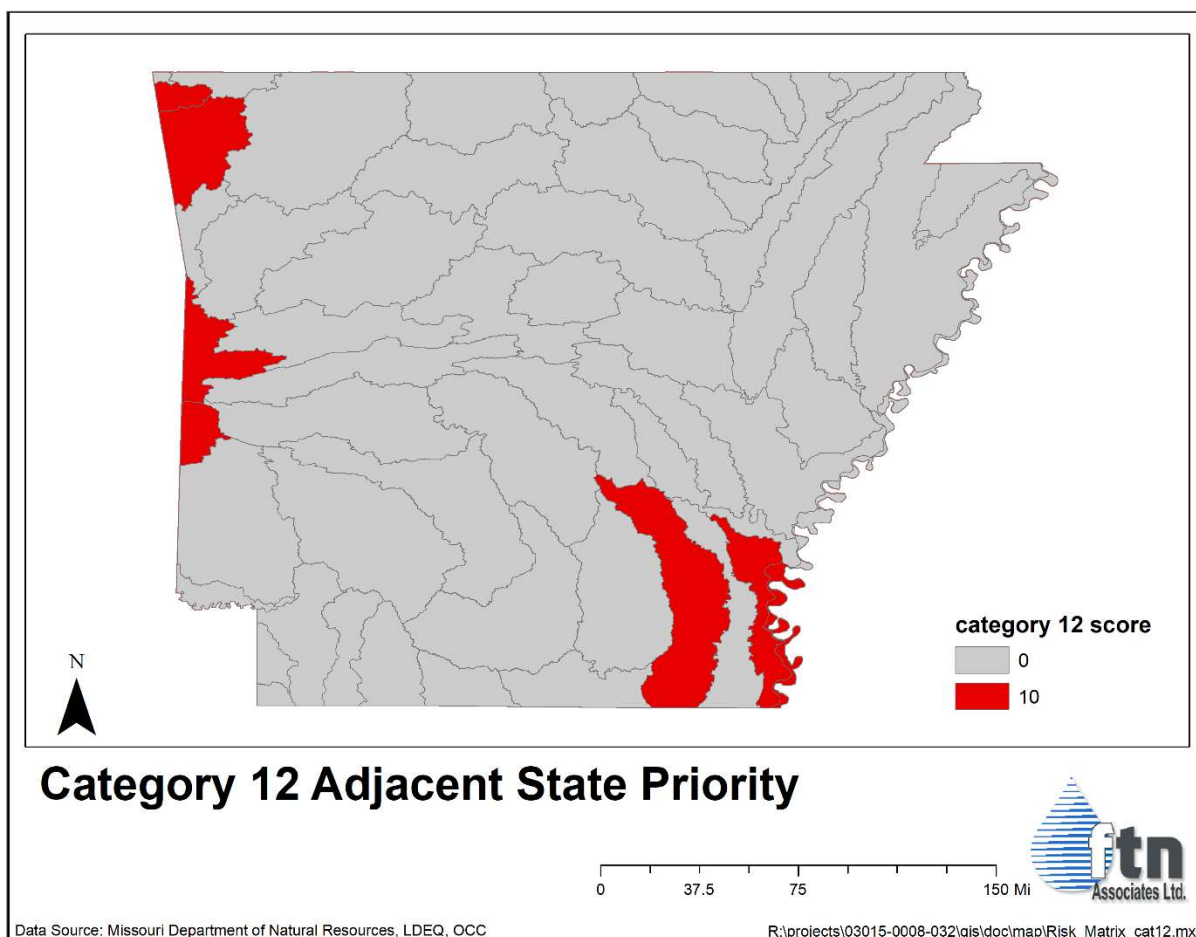 N
category 12 score
0
10
Category 12 Adjacent State Priority
0 37.5 75 150 Mi
ftn
Associates Ltd.
Data Source: Missouri Department of Natural Resources, LDEQ, OCC
R:\projects\03015-0008-032\gis\doc\map\Risk_Matrix_cat12.mx